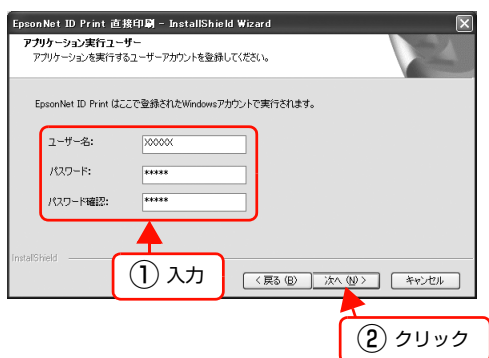 EpsonNet ID Print 直接印刷 - InstallShield Wizard
アプリケーション実行ユーザー
アプリケーションを実行するユーザーアカウントを登録してください。
EpsonNet ID Print はここで登録されたWindowsアカウントで実行されます。
ユーザー名: XXXXX
パスワード: *****
パスワード確認: *****
InstallShield
① 入力
< 戻る (B) 次へ (N) > キャンセル
② クリック